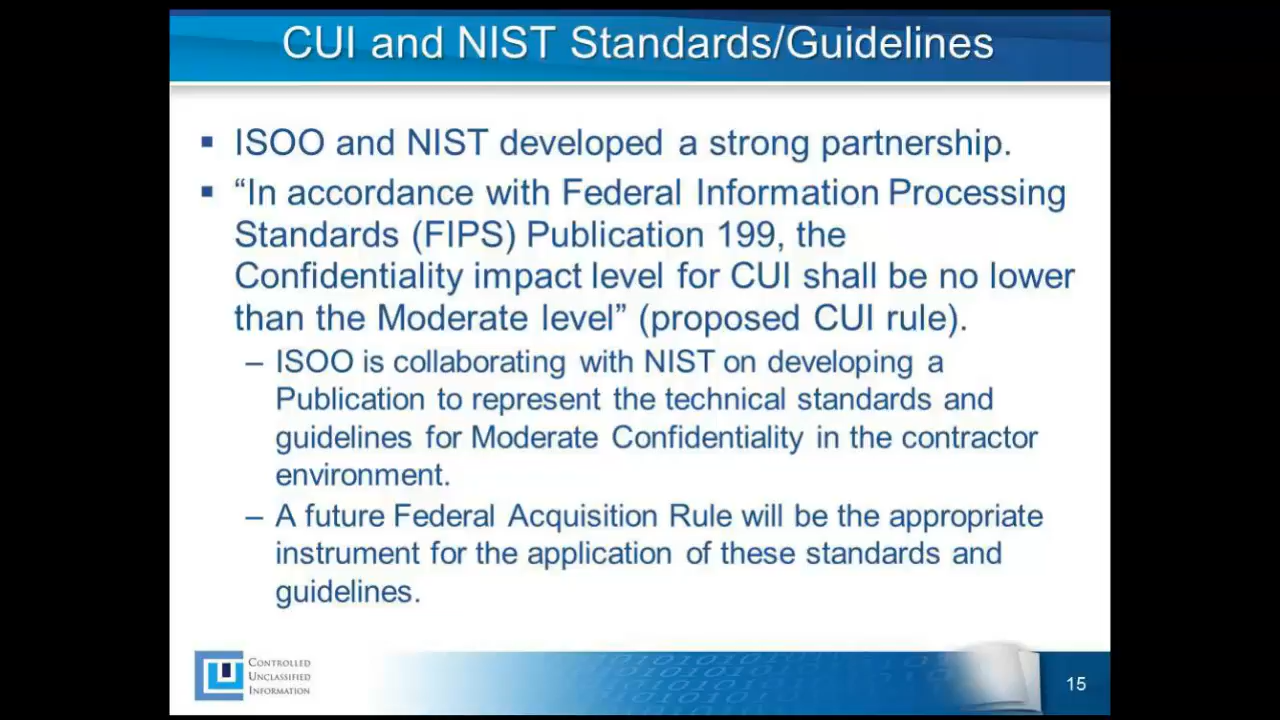 CUI and NIST Standards/Guidelines
▪ ISOO and NIST developed a strong partnership.
▪ “In accordance with Federal Information Processing
Standards (FIPS) Publication 199, the
Confidentiality impact level for CUI shall be no lower
than the Moderate level” (proposed CUI rule).
– ISOO is collaborating with NIST on developing a
Publication to represent the technical standards and
guidelines for Moderate Confidentiality in the contractor
environment.
– A future Federal Acquisition Rule will be the appropriate
instrument for the application of these standards and
guidelines.
CONTROLLED
UNCLASSIFIED
INFORMATION
15